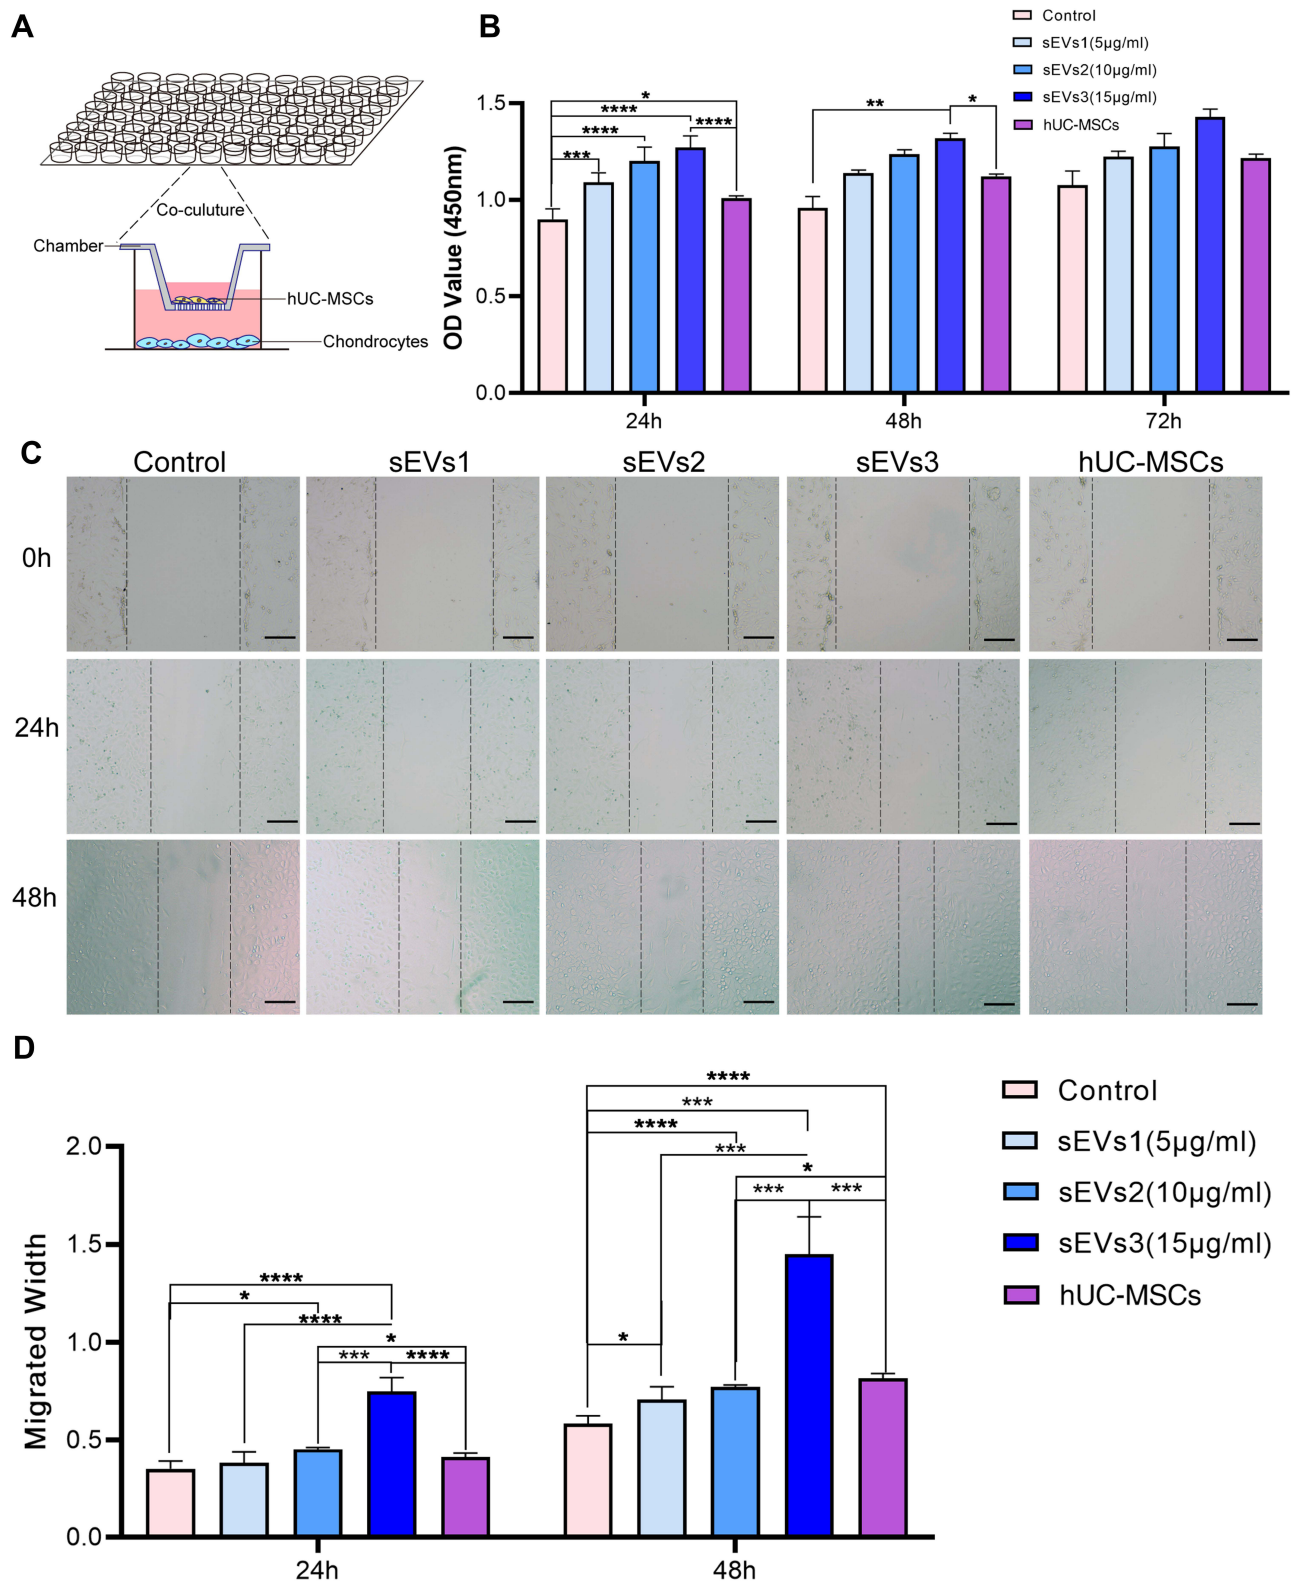 A
Co-culuture
Chamber
hUC-MSCs
Chondrocytes
B
Control
sEVs1(5μg/ml)
sEVs2(10μg/ml)
sEVs3(15μg/ml)
hUC-MSCs
OD Value (450nm)
1.5
1.0
0.5
0.0
* 
****
****
****
***
**
*
24h
48h
72h
C
Control
sEVs1
sEVs2
sEVs3
hUC-MSCs
0h
24h
48h
D
Migrated Width
2.0
1.5
1.0
0.5
0.0
****
*
****
*
***
****
****
***
****
***
*
***
***
*
24h
48h
Control
sEVs1(5μg/ml)
sEVs2(10μg/ml)
sEVs3(15μg/ml)
hUC-MSCs